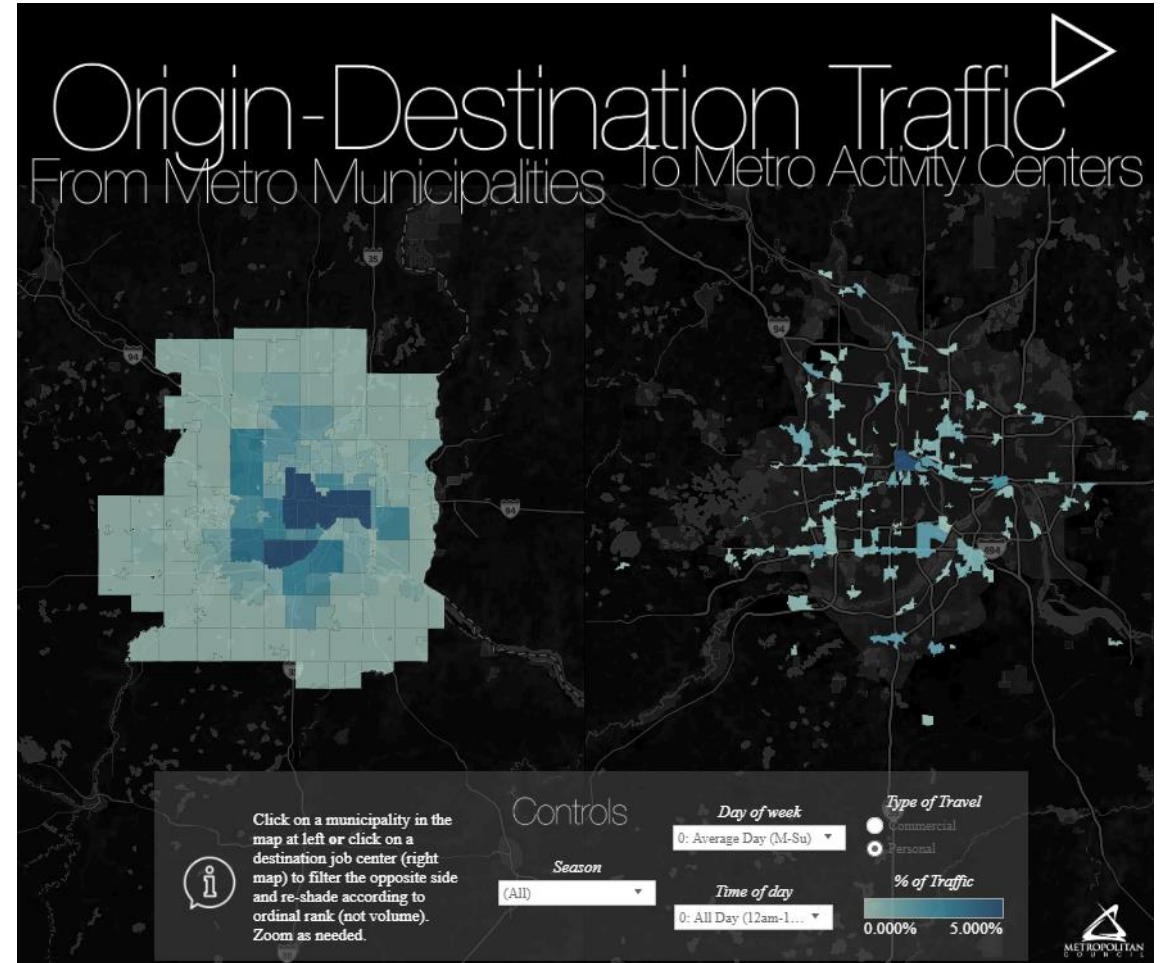 Origin-Destination Traffic
From Metro Municipalities
To Metro Activity Centers
35
94
94
94
694
Click on a municipality in the
map at left or click on a
destination job center (right
map) to filter the opposite side
and re-shade according to
ordinal rank (not volume).
Zoom as needed.
Controls
Season
(All)
Day of week
0: Average Day (M-Su)
Time of day
0: All Day (12am-1...
Type of Travel
Commercial
Personal
% of Traffic
0.000% 5.000%
METROPOLITAN
COUNCIL